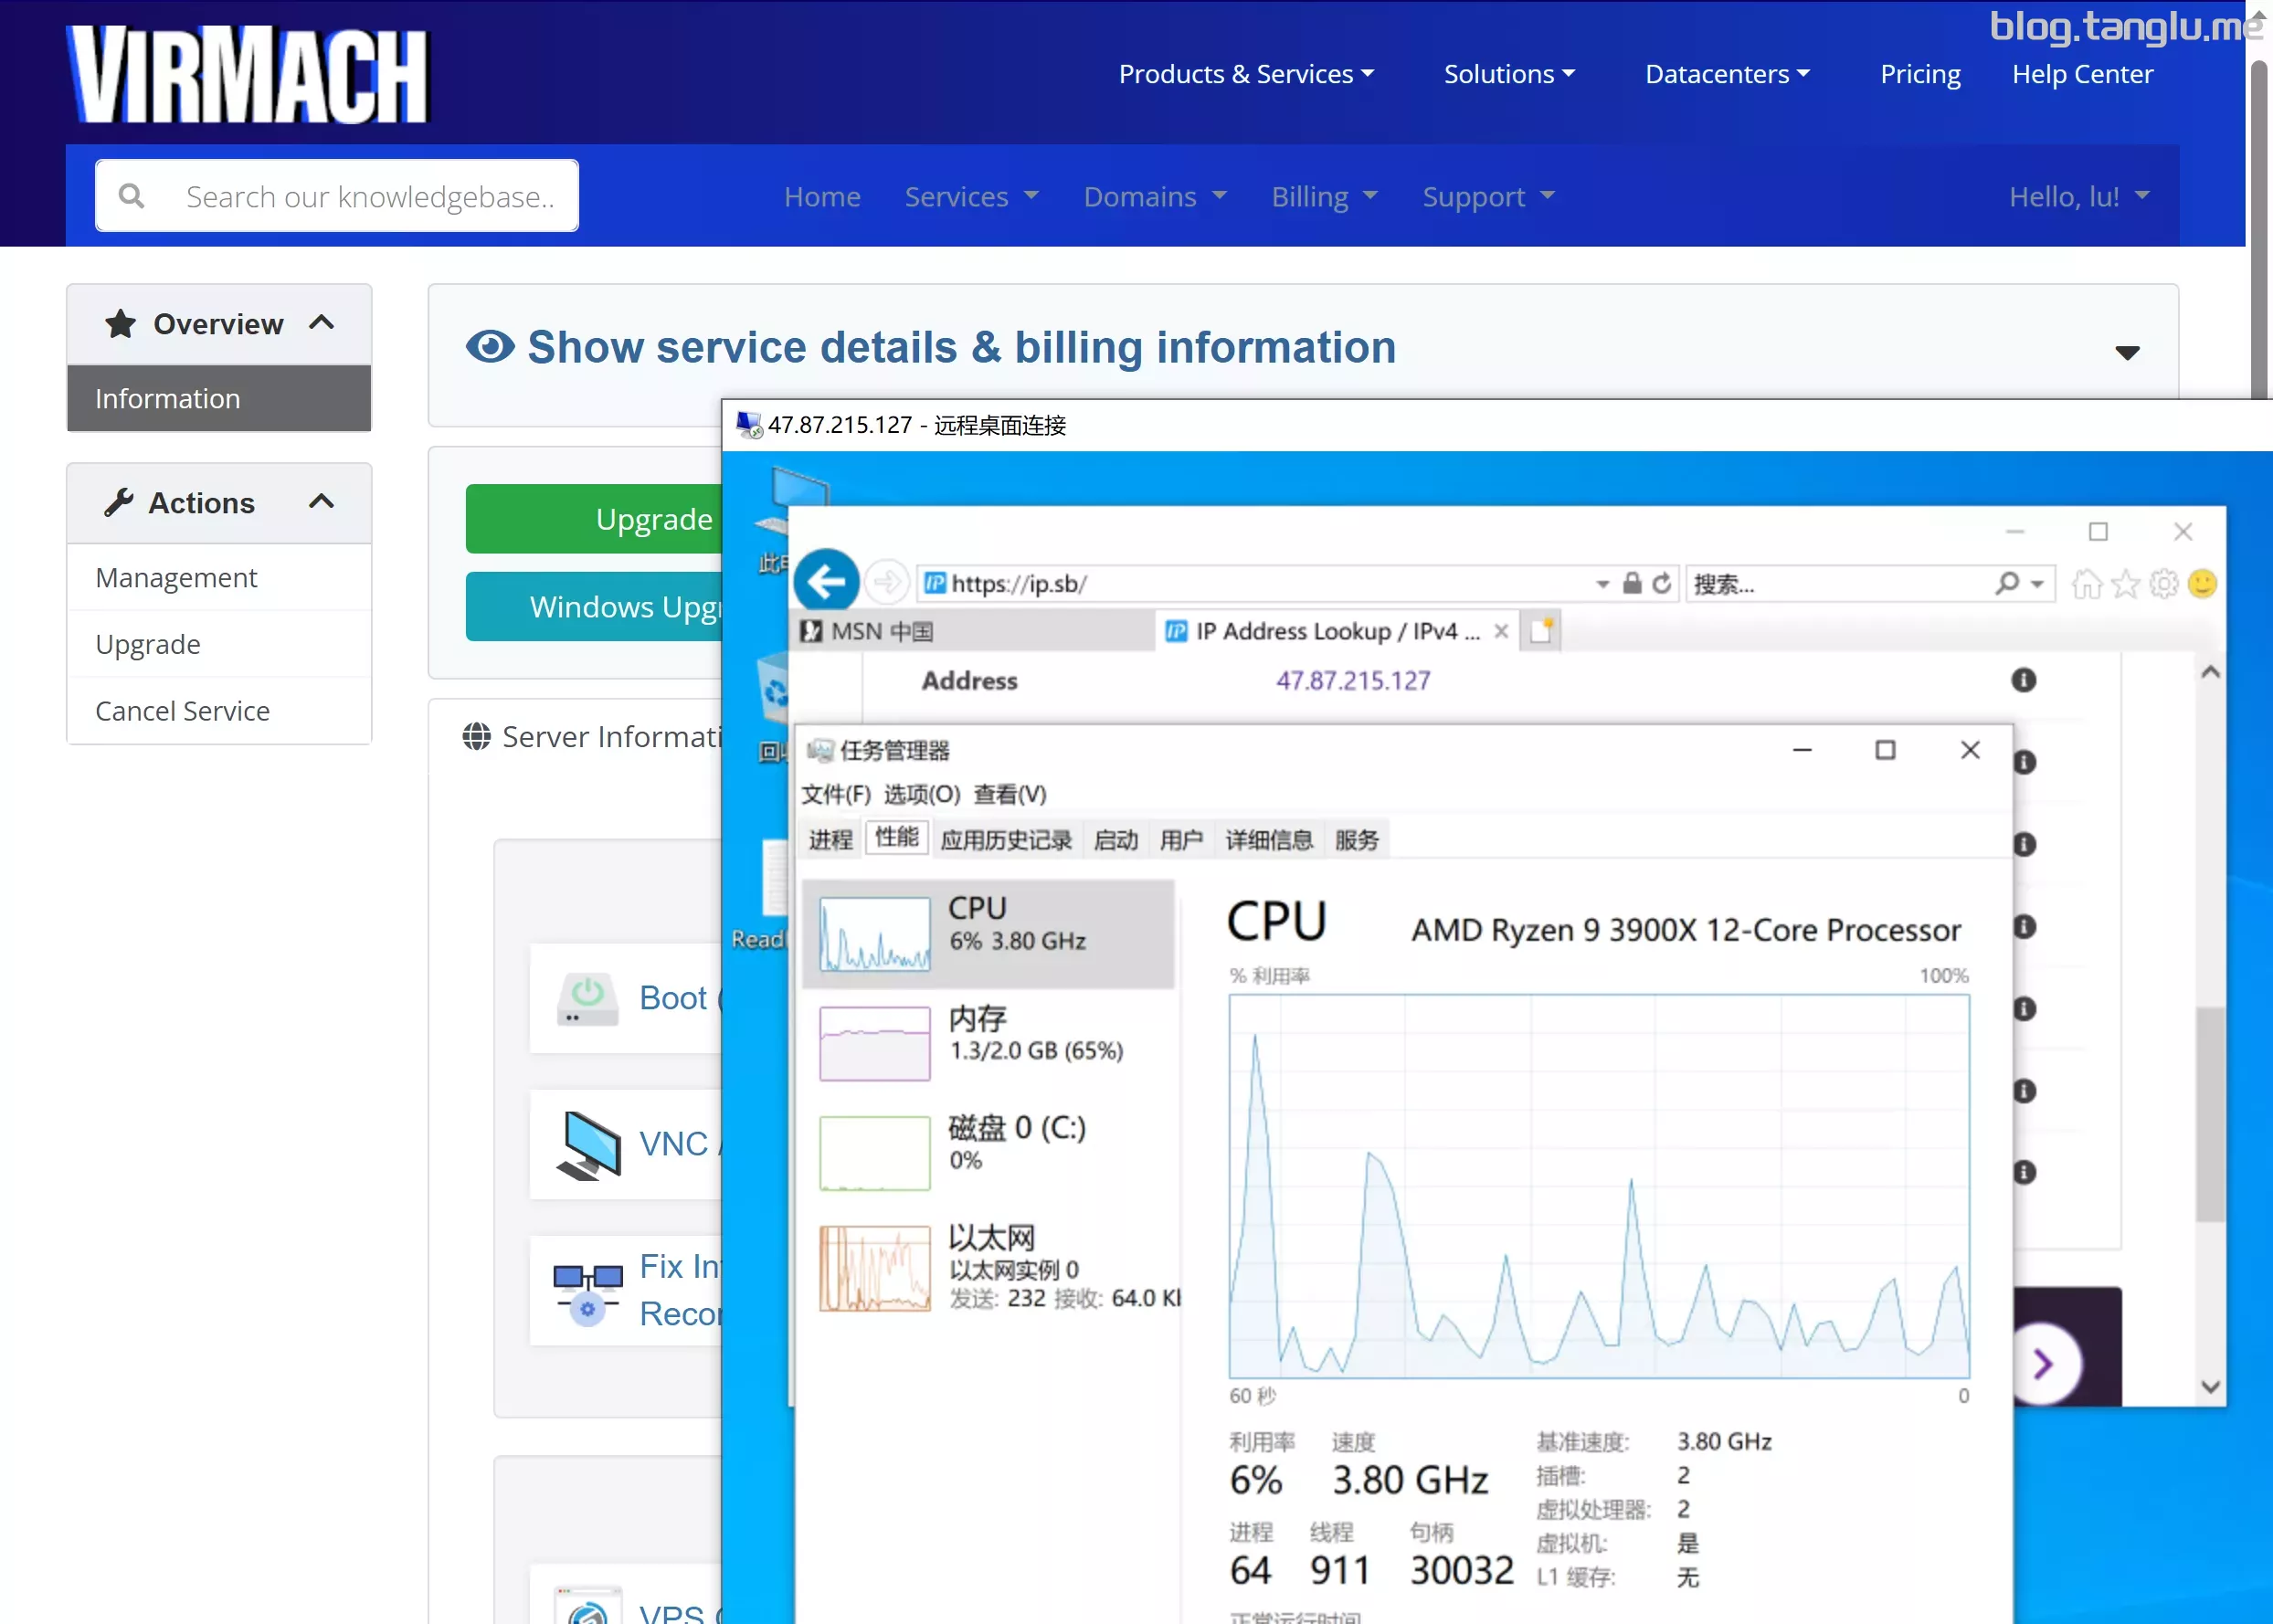 VIRMACH
blog.tanglu.me
Products & Services
Solutions
Datacenters
Pricing
Help Center
Search our knowledgebase..
Home
Services
Domains
Billing
Support
Hello, lu!
Overview
Information
Actions
Management
Upgrade
Cancel Service
Show service details & billing information
Upgrade
Windows
Server
Boot
VNC
Fix
VPS
47.87.215.127 - 远程桌面连接
https://ip.sb/
搜索...
MSN 中国
IP Address Lookup / IPv4 ...
Address 47.87.215.127
任务管理器
文件(F) 选项(O) 查看(V)
进程 性能 应用历史记录 启动 用户 详细信息 服务
CPU
6% 3.80 GHz
内存
1.3/2.0 GB (65%)
磁盘 0 (C:)
0%
以太网
以太网实例 0
发送: 232 接收: 64.0
CPU AMD Ryzen 9 3900X 12-Core Processor
% 利用率 100%
60 秒 0
利用率 速度
6% 3.80 GHz
进程 线程 句柄
64 911 30032
基准速度: 3.80 GHz
插槽: 2
虚拟处理器: 2
虚拟机: 是
L1 缓存: 无
正常运行时间